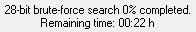 28-bit brute-force search 0% completed.
Remaining time: 00:22 h